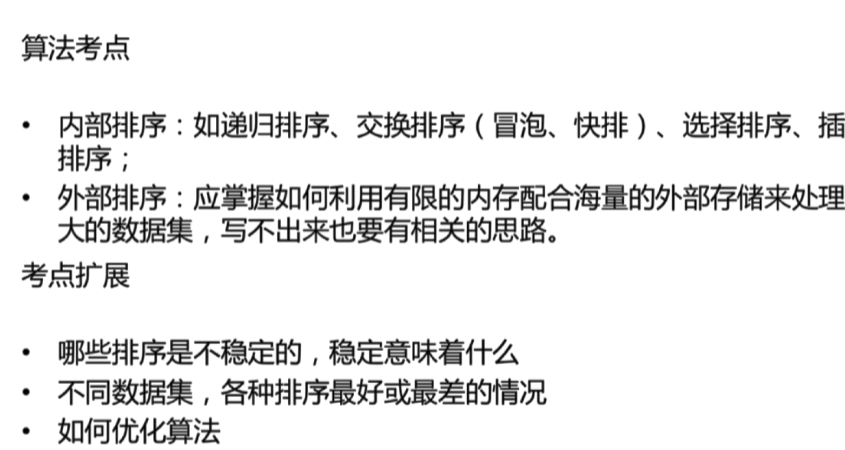 算法考点
• 内部排序：如递归排序、交换排序（冒泡、快排）、选择排序、插
排序；
• 外部排序：应掌握如何利用有限的内存配合海量的外部存储来处理
大的数据集，写不出来也要有相关的思路。
考点扩展
• 哪些排序是不稳定的，稳定意味着什么
• 不同数据集，各种排序最好或最差的情况
• 如何优化算法